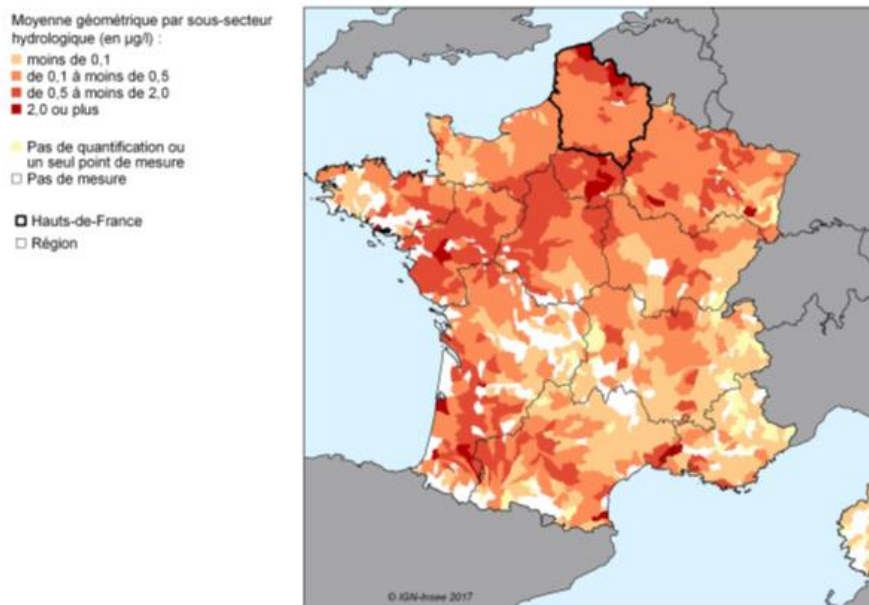 Moyenne géométrique par sous-secteur
hydrologique (en µg/l) :
moins de 0,1
de 0,1 à moins de 0,5
de 0,5 à moins de 2,0
2,0 ou plus
Pas de quantification ou
un seul point de mesure
Pas de mesure
Hauts-de-France
Région
© IGN-Insee 2017